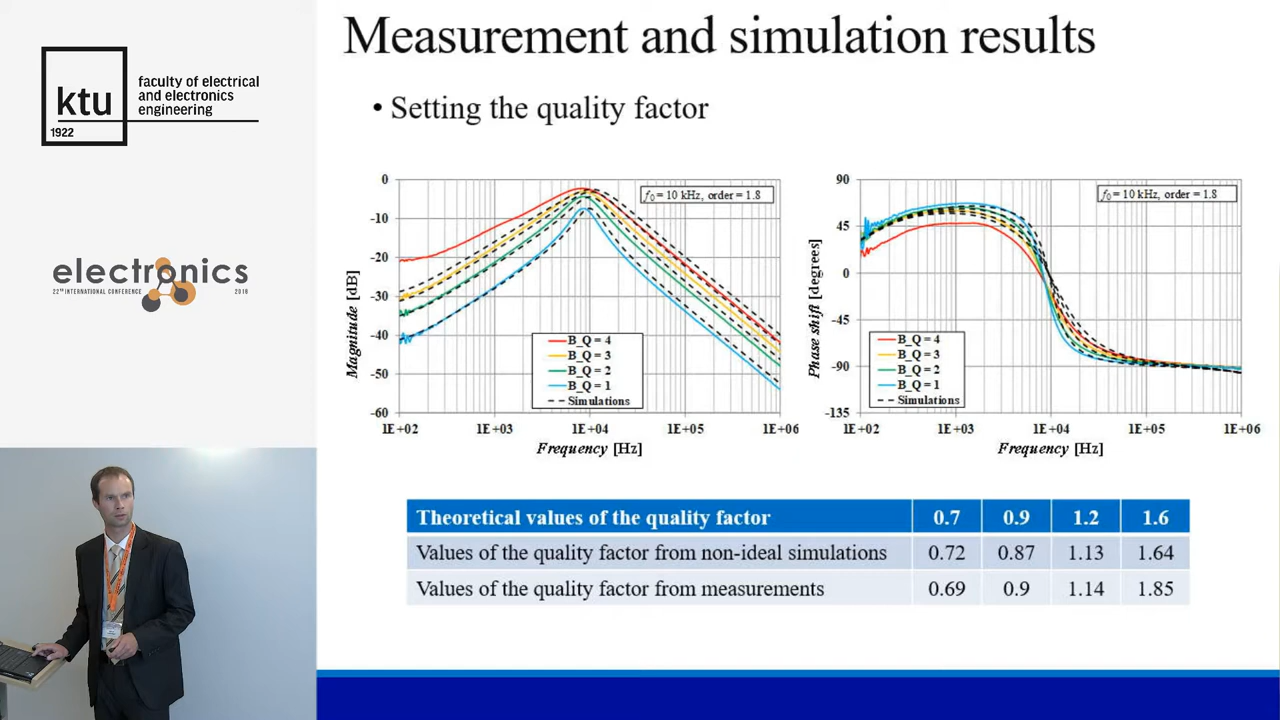 Measurement and simulation results
ktu
1922
faculty of electrical
and electronics
engineering
• Setting the quality factor
electronics
22TH INTERNATIONAL CONFERENCE 2018
f0 = 10 kHz, order = 1.8
Magnitude [dB]
0
-10
-20
-30
-40
-50
-60
B_Q = 4
B_Q = 3
B_Q = 2
B_Q = 1
Simulations
1E+02 1E+03 1E+04 1E+05 1E+06
Frequency [Hz]
f0 = 10 kHz, order = 1.8
Phase shift [degrees]
90
45
0
-45
-90
-135
B_Q = 4
B_Q = 3
B_Q = 2
B_Q = 1
Simulations
1E+02 1E+03 1E+04 1E+05 1E+06
Frequency [Hz]
Theoretical values of the quality factor 0.7 0.9 1.2 1.6
Values of the quality factor from non-ideal simulations 0.72 0.87 1.13 1.64
Values of the quality factor from measurements 0.69 0.9 1.14 1.85